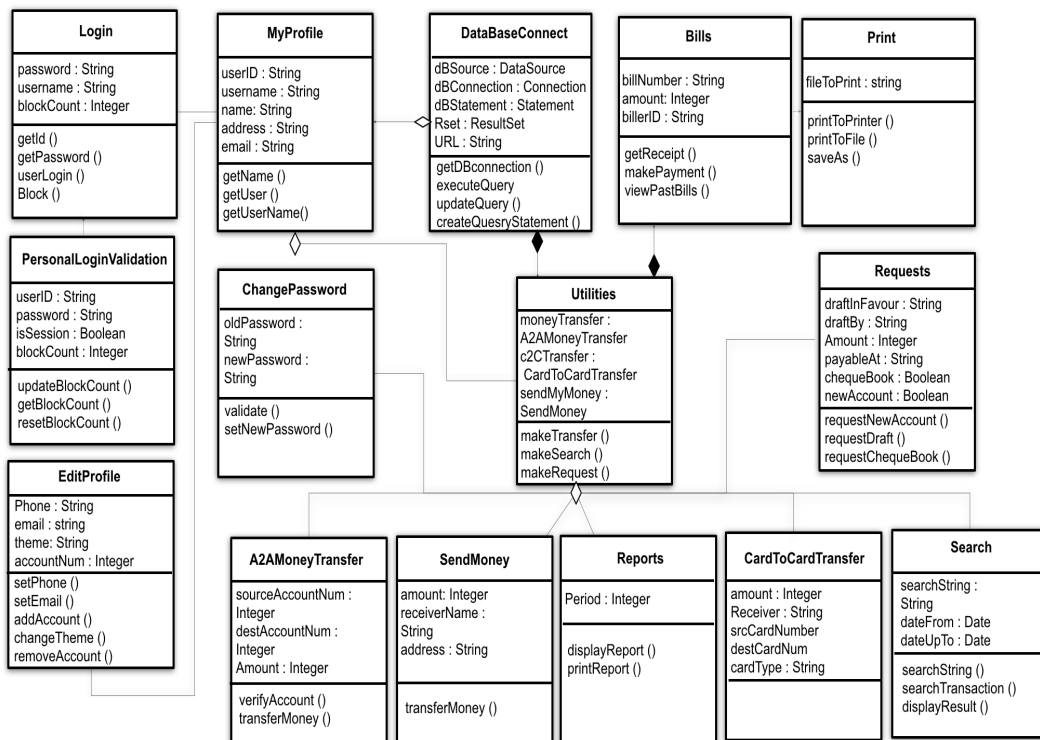 Login
password : String
username : String
blockCount : Integer
getId ()
getPassword ()
userLogin ()
Block ()
MyProfile
userID : String
username : String
name: String
address : String
email : String
getName ()
getUser ()
getUserName()
DataBaseConnect
dBSource : DataSource
dBConnection : Connection
dBStatement : Statement
Rset : ResultSet
URL : String
getDBconnection ()
executeQuery
updateQuery ()
createQuesryStatement ()
Bills
billNumber : String
amount: Integer
billerID : String
getReceipt ()
makePayment ()
viewPastBills ()
Print
fileToPrint : string
printToPrinter ()
printToFile ()
saveAs ()
PersonalLoginValidation
userID : String
password : String
isSession : Boolean
blockCount : Integer
updateBlockCount ()
getBlockCount ()
resetBlockCount ()
ChangePassword
oldPassword :
String
newPassword :
String
validate ()
setNewPassword ()
Utilities
moneyTransfer :
A2AMoneyTransfer
c2CTransfer :
CardToCardTransfer
sendMyMoney :
SendMoney
makeTransfer ()
makeSearch ()
makeRequest ()
Requests
draftInFavour : String
draftBy : String
Amount : Integer
payableAt : String
chequeBook : Boolean
newAccount : Boolean
requestNewAccount ()
requestDraft ()
requestChequeBook ()
EditProfile
Phone : String
email : string
theme: String
accountNum : Integer
setPhone ()
setEmail ()
addAccount ()
changeTheme ()
removeAccount ()
A2AMoneyTransfer
sourceAccountNum :
Integer
destAccountNum :
Integer
Amount : Integer
verifyAccount ()
transferMoney ()
SendMoney
amount: Integer
receiverName :
String
address : String
transferMoney ()
Reports
Period : Integer
displayReport ()
printReport ()
CardToCardTransfer
amount : Integer
Receiver : String
srcCardNumber
destCardNum
cardType : String
Search
searchString :
String
dateFrom : Date
dateUpTo : Date
searchString ()
searchTransaction ()
displayResult ()